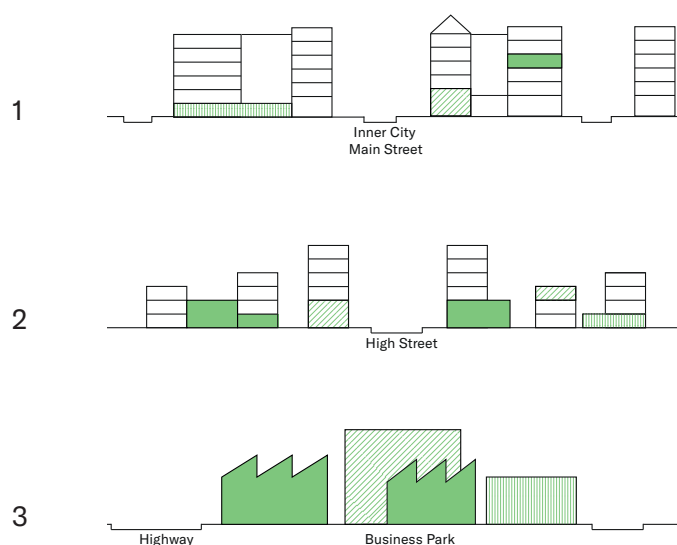 1
Inner City
Main Street
2
High Street
3
Highway
Business Park